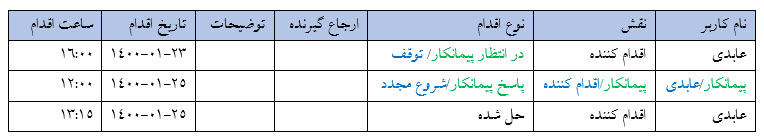 نام کاربر نقش نوع اقدام ارجاع گیرنده توضیحات تاریخ اقدام ساعت اقدام
عابدی اقدام کننده در انتظار پیمانکار/ توقف ۱۴۰۰-۰۱-۲۳ ۱۶:۰۰
پیمانکار/عابدی پیمانکار/اقدام کننده پاسخ پیمانکار/شروع مجدد ۱۴۰۰-۰۱-۲۵ ۱۲:۰۰
عابدی اقدام کننده حل شده ۱۴۰۰-۰۱-۲۵ ۱۳:۱۵